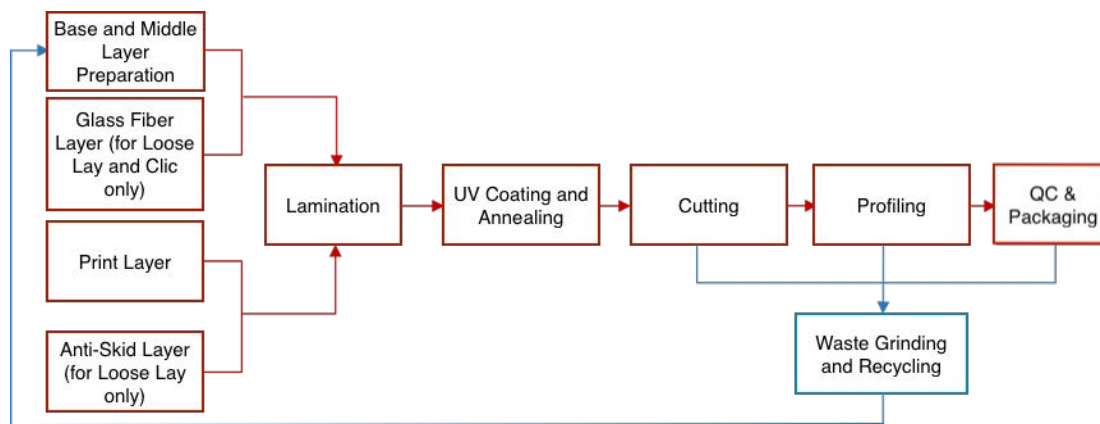 Base and Middle
Layer
Preparation
Glass Fiber
Layer (for Loose
Lay and Clic
only)
Print Layer
Anti-Skid Layer
(for Loose Lay
only)
Lamination
UV Coating and
Annealing
Cutting
Profiling
QC &
Packaging
Waste Grinding
and Recycling